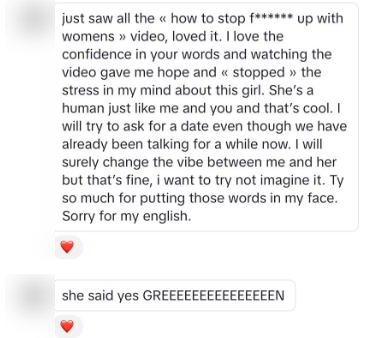 just saw all the « how to stop f****** up with
womens » video, loved it. I love the
confidence in your words and watching the
video gave me hope and « stopped » the
stress in my mind about this girl. She's a
human just like me and you and that's cool. I
will try to ask for a date even though we have
already been talking for a while now. I will
surely change the vibe between me and her
but that's fine, i want to try not imagine it. Ty
so much for putting those words in my face.
Sorry for my english.
she said yes GREEEEEEEEEEEEEEEN